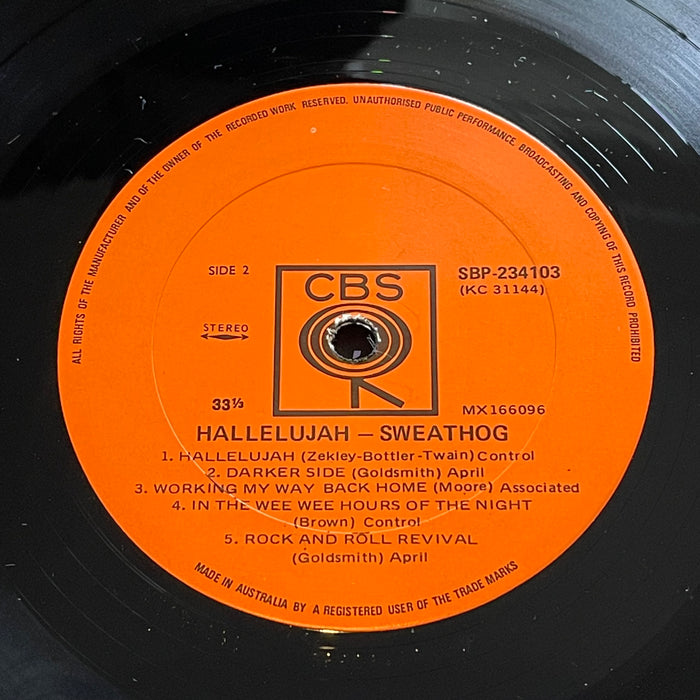 ALL RIGHTS OF THE MANUFACTURER AND OF THE OWNER OF THE RECORDED WORK RESERVED. UNAUTHORISED PUBLIC PERFORMANCE, BROADCASTING AND COPYING OF THIS RECORD PROHIBITED
SIDE 2
CBS
SBP-234103
(KC 31144)
STEREO
33⅓
MX166096
HALLELUJAH — SWEATHOG
1. HALLELUJAH (Zekley-Bottler-Twain) Control
2. DARKER SIDE (Goldsmith) April
3. WORKING MY WAY BACK HOME (Moore) Associated
4. IN THE WEE WEE HOURS OF THE NIGHT
(Brown) Control
5. ROCK AND ROLL REVIVAL
(Goldsmith) April
MADE IN AUSTRALIA BY A REGISTERED USER OF THE TRADE MARKS